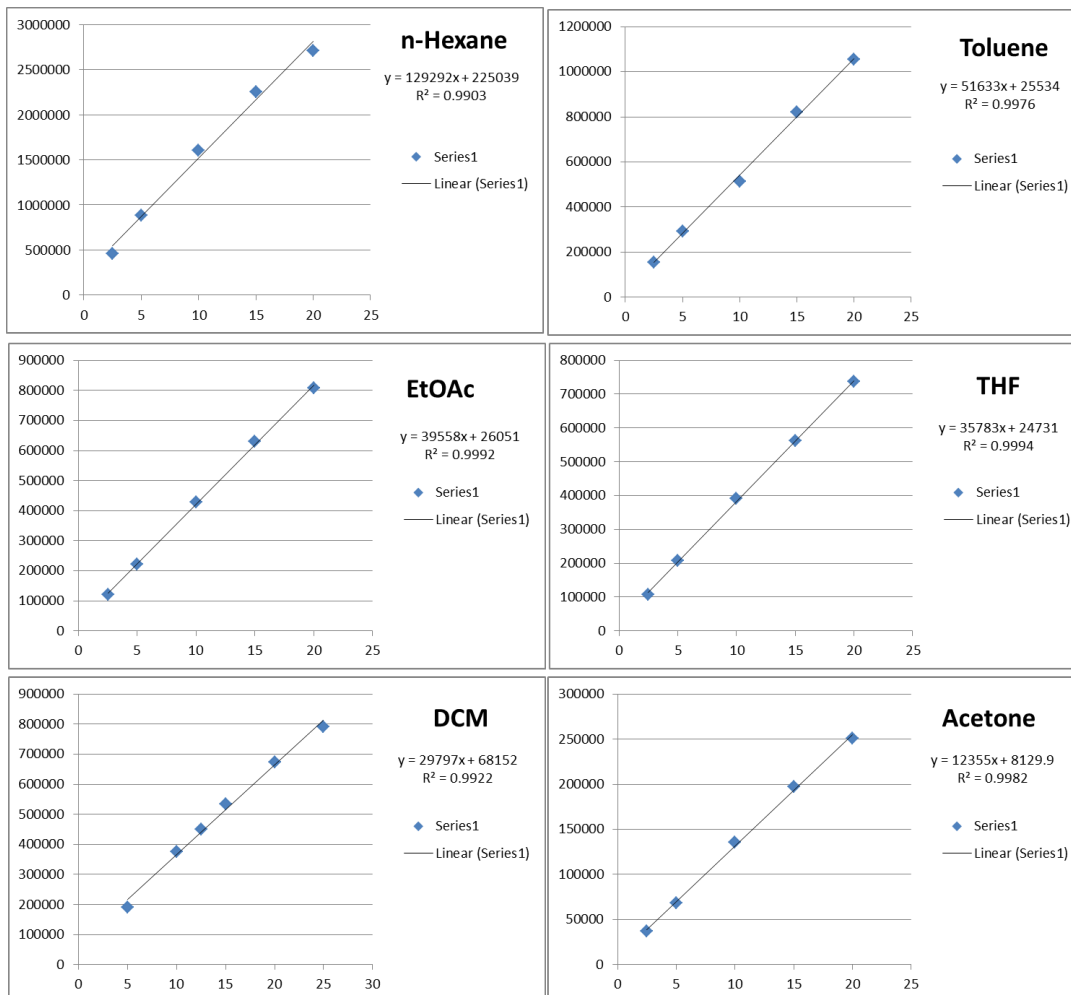 n-Hexane
y = 129292x + 225039
R² = 0.9903
Series1
Linear (Series1)
3000000
2500000
2000000
1500000
1000000
500000
0
0 5 10 15 20 25
Toluene
y = 51633x + 25534
R² = 0.9976
Series1
Linear (Series1)
1200000
1000000
800000
600000
400000
200000
0
0 5 10 15 20 25
EtOAc
y = 39558x + 26051
R² = 0.9992
Series1
Linear (Series1)
900000
800000
700000
600000
500000
400000
300000
200000
100000
0
0 5 10 15 20 25
THF
y = 35783x + 24731
R² = 0.9994
Series1
Linear (Series1)
800000
700000
600000
500000
400000
300000
200000
100000
0
0 5 10 15 20 25
DCM
y = 29797x + 68152
R² = 0.9922
Series1
Linear (Series1)
900000
800000
700000
600000
500000
400000
300000
200000
100000
0
0 5 10 15 20 25 30
Acetone
y = 12355x + 8129.9
R² = 0.9982
Series1
Linear (Series1)
300000
250000
200000
150000
100000
50000
0
0 5 10 15 20 25